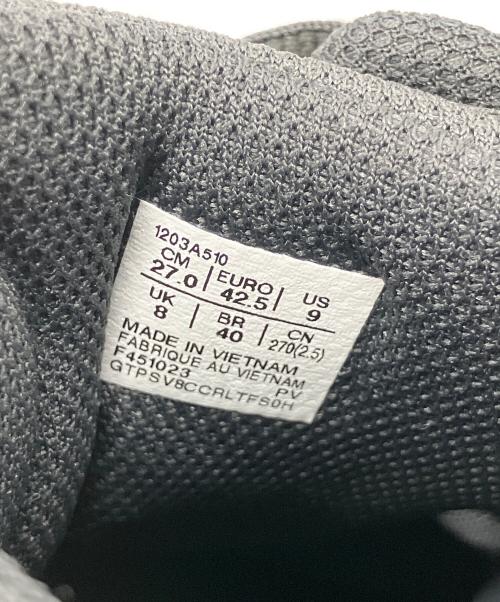 1203A510
CM | EURO | US
27.0 | 42.5 | 9
UK | BR | CN
8 | 40 | 270(2.5)
MADE IN VIETNAM
FABRIQUE AU VIETNAM
F451023 PV
GTPSV8CCRLTFS0H